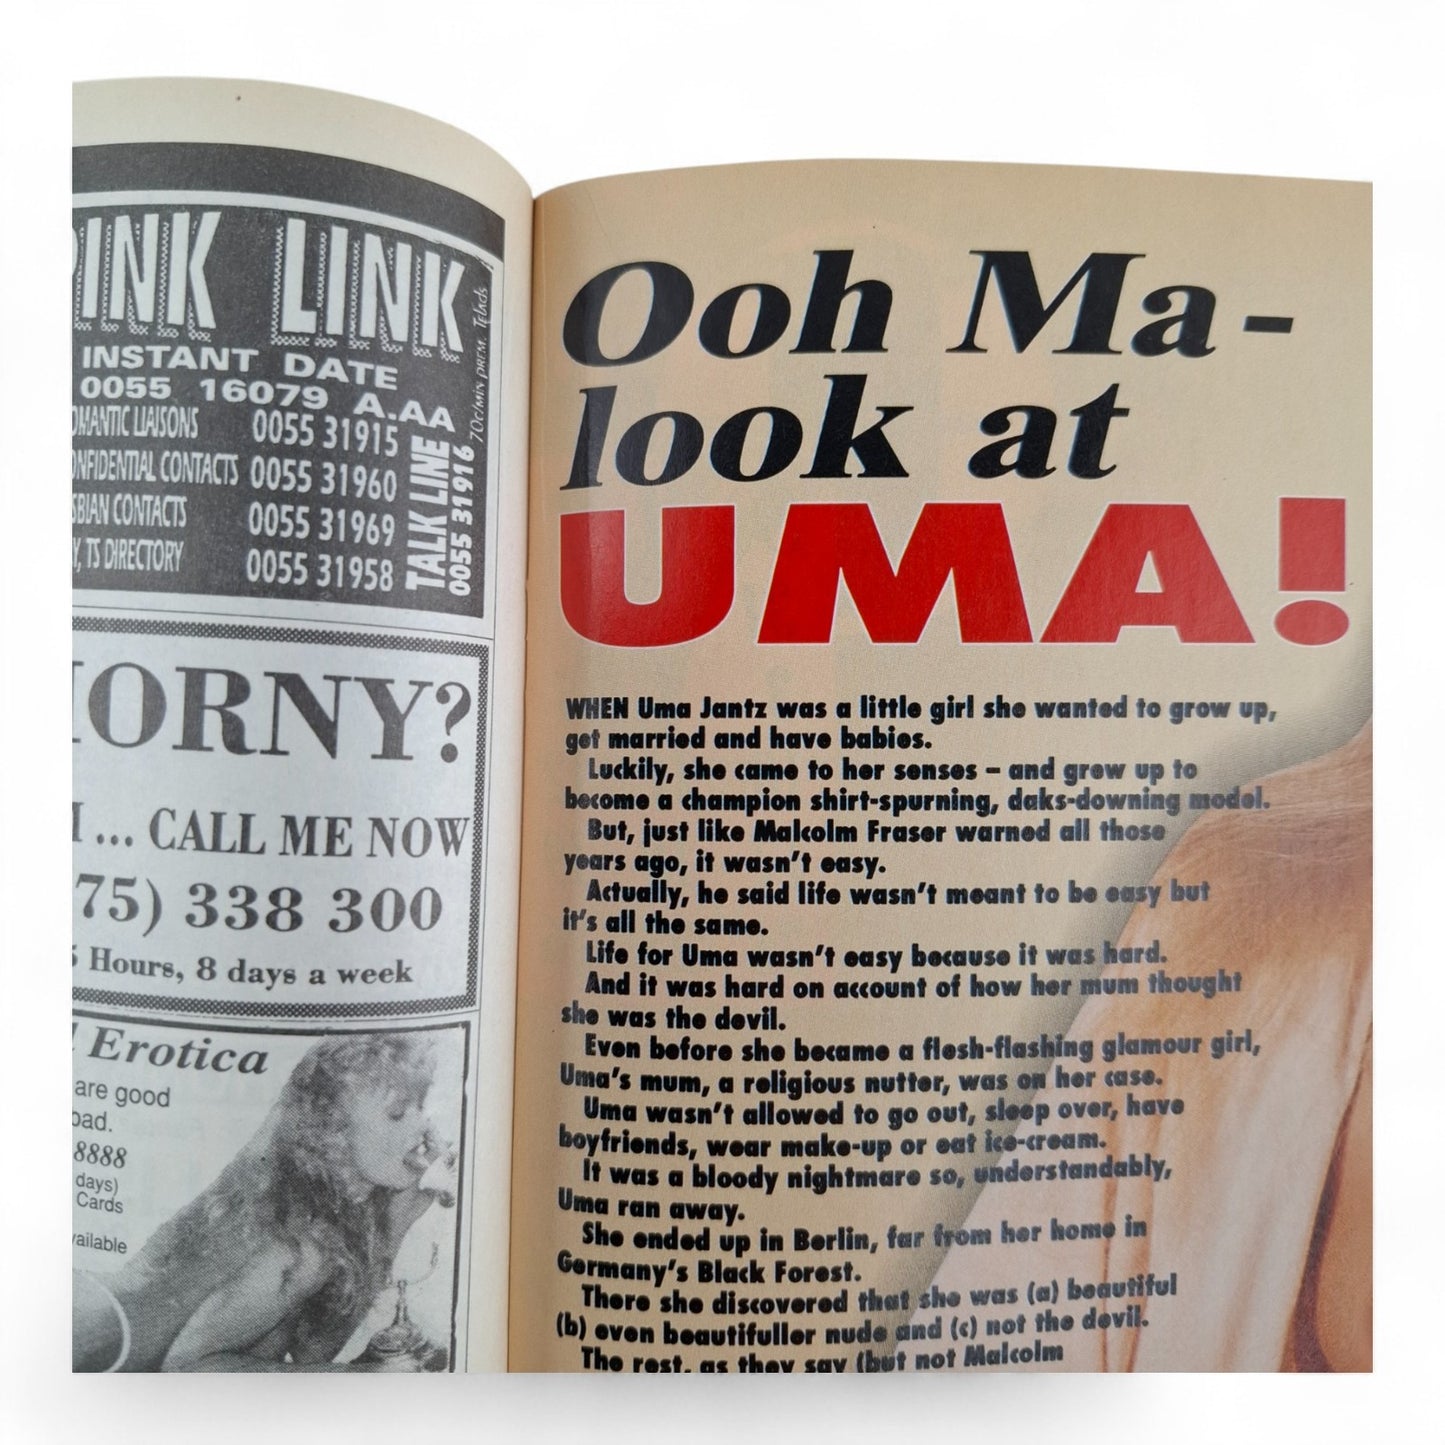 PINK LINK
INSTANT DATE
0055 16079 A.AA
OMANTIC LIAISONS 0055 31915
ONFIDENTIAL CONTACTS 0055 31960
SBIAN CONTACTS 0055 31969
Y, TS DIRECTORY 0055 31958
TALK LINE
0055 31916
70c/MIN PREM. Telads
HORNY?
... CALL ME NOW
75) 338 300
5 Hours, 8 days a week
Erotica
are good
bad.
8888
days)
Cards
vailable
Ooh Ma-
look at
UMA!
WHEN Uma Jantz was a little girl she wanted to grow up,
get married and have babies.
Luckily, she came to her senses – and grew up to
become a champion shirt-spurning, daks-downing model.
But, just like Malcolm Fraser warned all those
years ago, it wasn't easy.
Actually, he said life wasn't meant to be easy but
it's all the same.
Life for Uma wasn't easy because it was hard.
And it was hard on account of how her mum thought
she was the devil.
Even before she became a flesh-flashing glamour girl,
Uma's mum, a religious nutter, was on her case.
Uma wasn't allowed to go out, sleep over, have
boyfriends, wear make-up or eat ice-cream.
It was a bloody nightmare so, understandably,
Uma ran away.
She ended up in Berlin, far from her home in
Germany's Black Forest.
There she discovered that she was (a) beautiful
(b) even beautifuller nude and (c) not the devil.
The rest, as they say (but not Malcolm